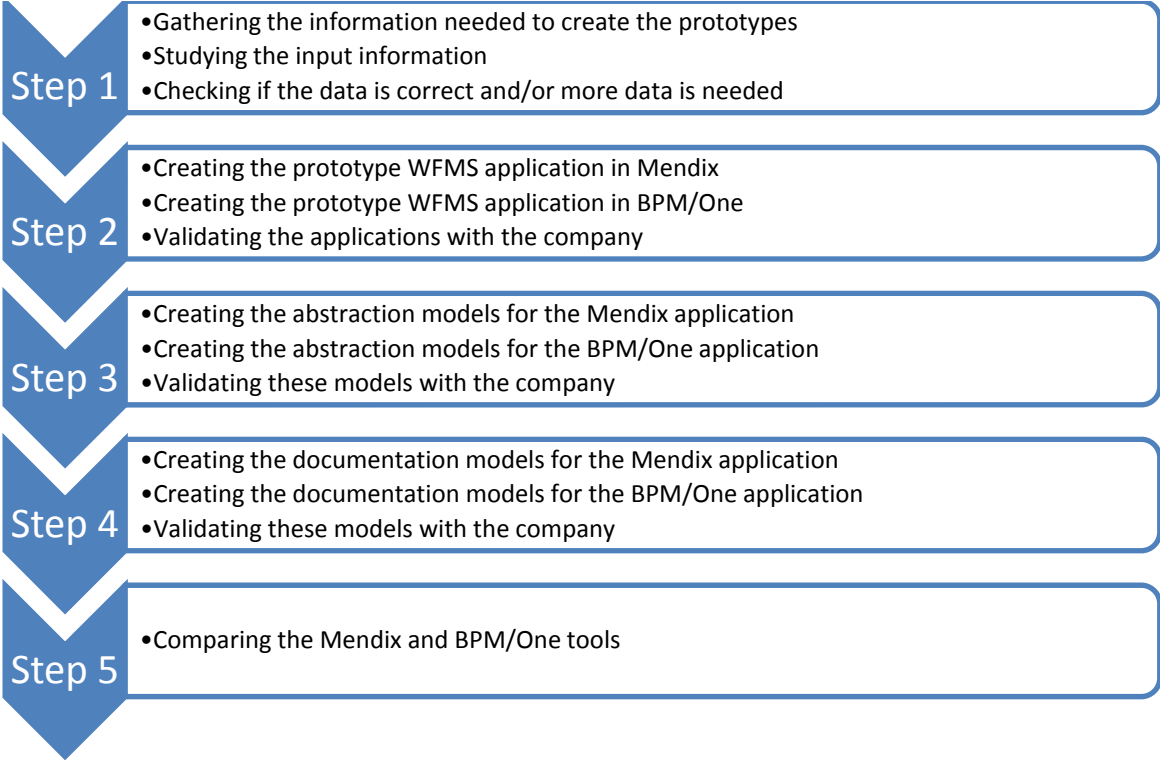 Step 1
•Gathering the information needed to create the prototypes
•Studying the input information
•Checking if the data is correct and/or more data is needed
Step 2
•Creating the prototype WFMS application in Mendix
•Creating the prototype WFMS application in BPM/One
•Validating the applications with the company
Step 3
•Creating the abstraction models for the Mendix application
•Creating the abstraction models for the BPM/One application
•Validating these models with the company
Step 4
•Creating the documentation models for the Mendix application
•Creating the documentation models for the BPM/One application
•Validating these models with the company
Step 5
•Comparing the Mendix and BPM/One tools